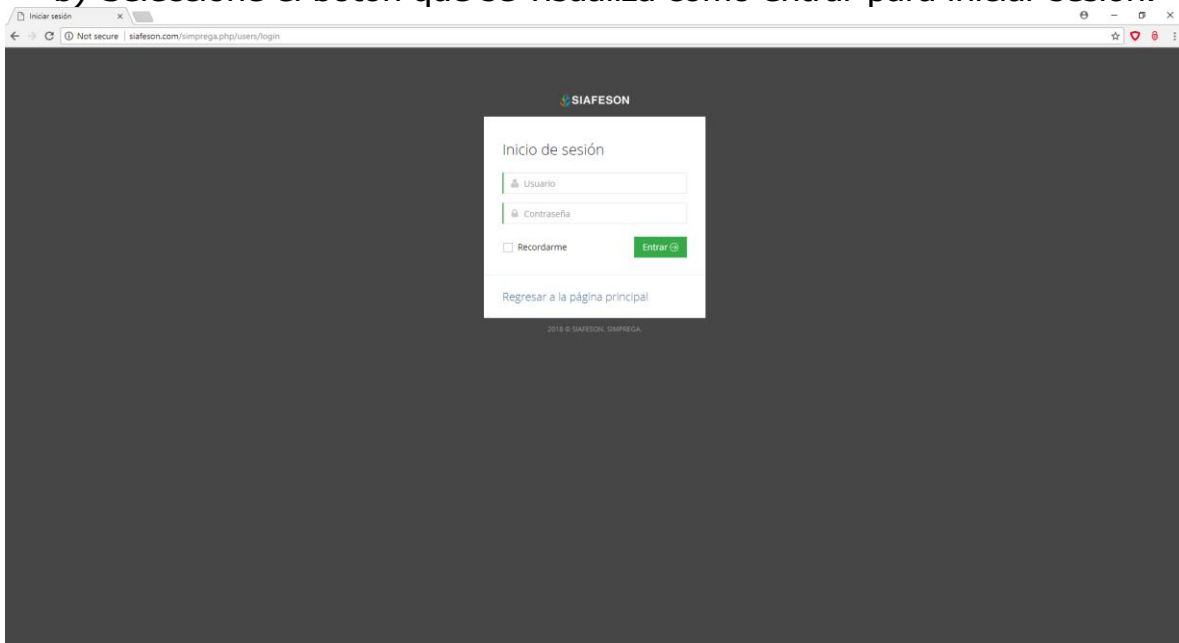 b) Seleccione el botón que se visualiza como entrar para iniciar sesión.
Iniciar sesión
Not secure | siafeson.com/simprega.php/users/login
SIAFESON
Inicio de sesión
Usuario
Contraseña
Recordarme
Entrar
Regresar a la página principal
2018 © SIAFESON. SIMPREGA.